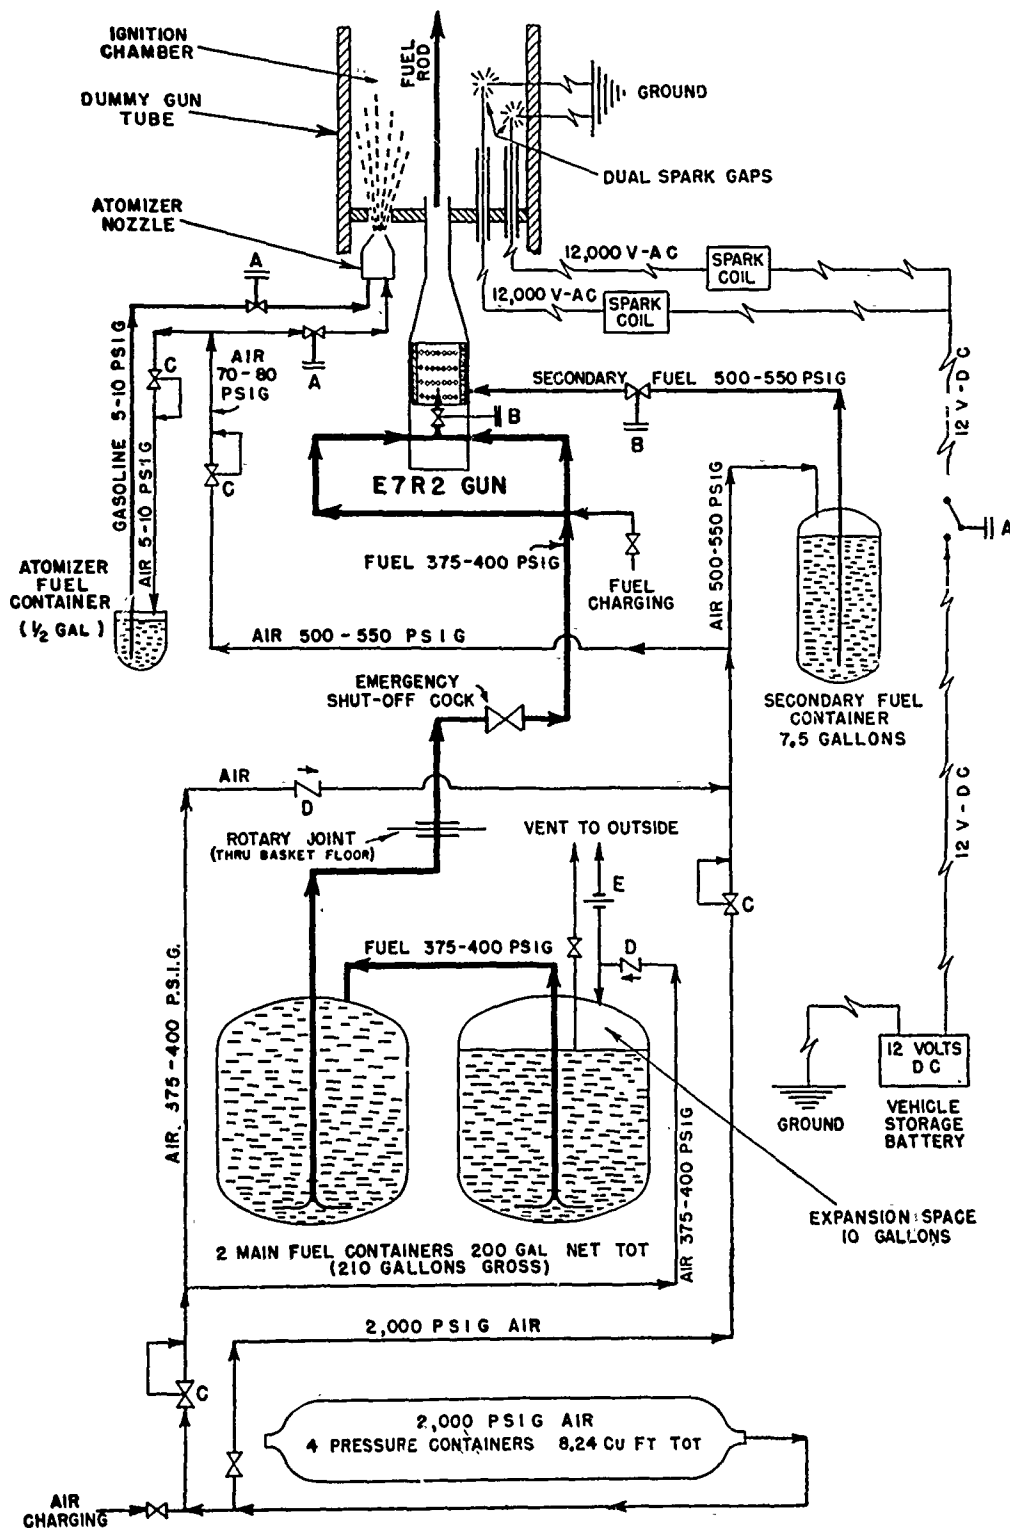 IGNITION
CHAMBER
FUEL
ROD
GROUND
DUMMY GUN
TUBE
DUAL SPARK GAPS
ATOMIZER
NOZZLE
12,000 V-AC
SPARK
COIL
A
12,000 V-AC
SPARK
COIL
GASOLINE 5-10 PSIG
C
AIR
70-80
PSIG
A
SECONDARY FUEL 500-550 PSIG
12 V-DC
B
B
AIR 5-10 PSIG
C
E7R2 GUN
AIR 500-550 PSIG
A
FUEL 375-400 PSIG
ATOMIZER
FUEL
CONTAINER
(1/2 GAL)
FUEL
CHARGING
AIR 500-550 PSIG
EMERGENCY
SHUT-OFF COCK
SECONDARY FUEL
CONTAINER
7.5 GALLONS
AIR
D
12 V-DC
ROTARY JOINT
(THRU BASKET FLOOR)
VENT TO OUTSIDE
E
C
FUEL 375-400 PSIG
D
AIR. 375-400 P.S.I.G.
12 VOLTS
DC
GROUND
VEHICLE
STORAGE
BATTERY
AIR 375-400 PSIG
EXPANSION SPACE
10 GALLONS
2 MAIN FUEL CONTAINERS 200 GAL NET TOT
(210 GALLONS GROSS)
2,000 PSIG AIR
C
2,000 PSIG AIR
4 PRESSURE CONTAINERS 8.24 CU FT TOT
AIR
CHARGING